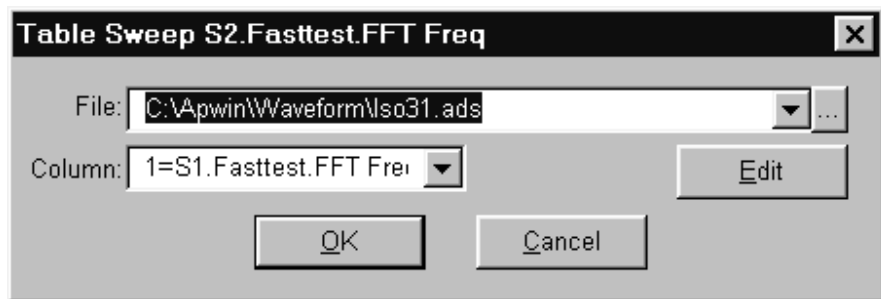 Table Sweep S2.Fasttest.FFT Freq
File: C:\Apwin\Waveform\Iso31.ads ...
Column: 1=S1.Fasttest.FFT Fre Edit
OK Cancel